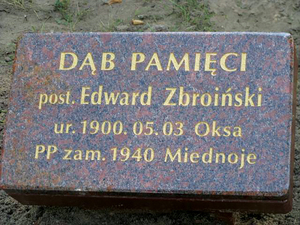 DĄB PAMIĘCI
post. Edward Zbroiński
ur. 1900. 05. 03 Oksa
PP zam. 1940 Miednoje